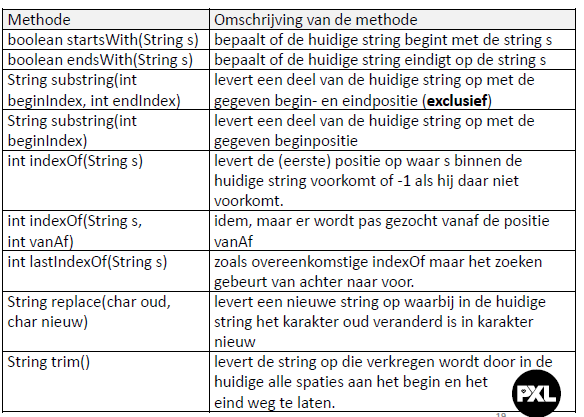 Methode Omschrijving van de methode
boolean startsWith(String s) bepaalt of de huidige string begint met de string s
boolean endsWith(String s) bepaalt of de huidige string eindigt op de string s
String substring(int levert een deel van de huidige string op met de
beginIndex, int endIndex) gegeven begin- en eindpositie (exclusief)
String substring(int levert een deel van de huidige string op met de
beginIndex) gegeven beginpositie
int indexOf(String s) levert de (eerste) positie op waar s binnen de
huidige string voorkomt of -1 als hij daar niet
voorkomt.
int indexOf(String s, idem, maar er wordt pas gezocht vanaf de positie
int vanAf) vanAf
int lastIndexOf(String s) zoals overeenkomstige indexOf maar het zoeken
gebeurt van achter naar voor.
String replace(char oud, levert een nieuwe string op waarbij in de huidige
char nieuw) string het karakter oud veranderd is in karakter
nieuw
String trim() levert de string op die verkregen wordt door in de
huidige alle spaties aan het begin en het
eind weg te laten.
PXL
19